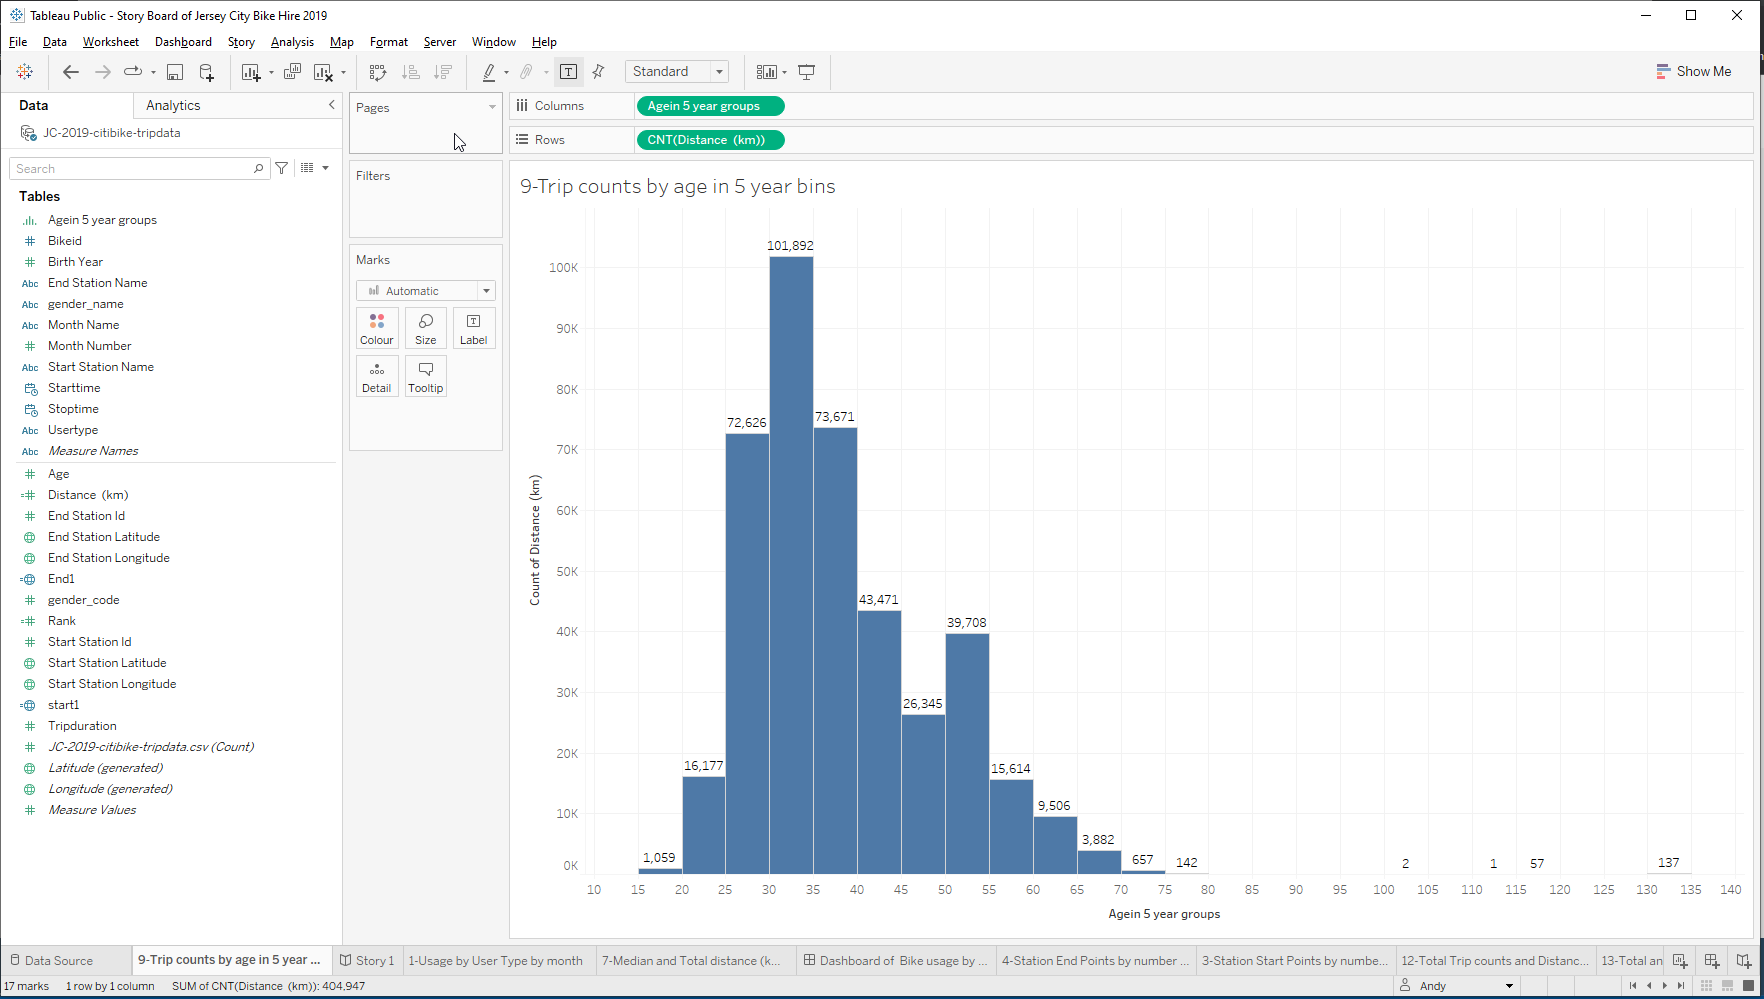 Tableau Public - Story Board of Jersey City Bike Hire 2019
File Data Worksheet Dashboard Story Analysis Map Format Server Window Help
Standard
Show Me
Data Analytics
JC-2019-citibike-tripdata
Search
Tables
Agein 5 year groups
Bikeid
Birth Year
Abc End Station Name
Abc gender_name
Abc Month Name
Month Number
Abc Start Station Name
Starttime
Stoptime
Abc Usertype
Abc Measure Names
Age
Distance (km)
End Station Id
End Station Latitude
End Station Longitude
End1
gender_code
Rank
Start Station Id
Start Station Latitude
Start Station Longitude
start1
Tripduration
JC-2019-citibike-tripdata.csv (Count)
Latitude (generated)
Longitude (generated)
Measure Values
Pages
Filters
Marks
Automatic
Colour Size Label
Detail Tooltip
Columns Agein 5 year groups
Rows CNT(Distance (km))
9-Trip counts by age in 5 year bins
Count of Distance (km)
100K
90K
80K
70K
60K
50K
40K
30K
20K
10K
0K
1,059
16,177
72,626
101,892
73,671
43,471
26,345
39,708
15,614
9,506
3,882
657
142
2
1
57
137
10 15 20 25 30 35 40 45 50 55 60 65 70 75 80 85 90 95 100 105 110 115 120 125 130 135 140
Agein 5 year groups
Data Source 9-Trip counts by age in 5 year ... Story 1 1-Usage by User Type by month 7-Median and Total distance (k... Dashboard of Bike usage by ... 4-Station End Points by number ... 3-Station Start Points by numbe... 12-Total Trip counts and Distanc... 13-Total an
17 marks 1 row by 1 column SUM of CNT(Distance (km)): 404,947 Andy